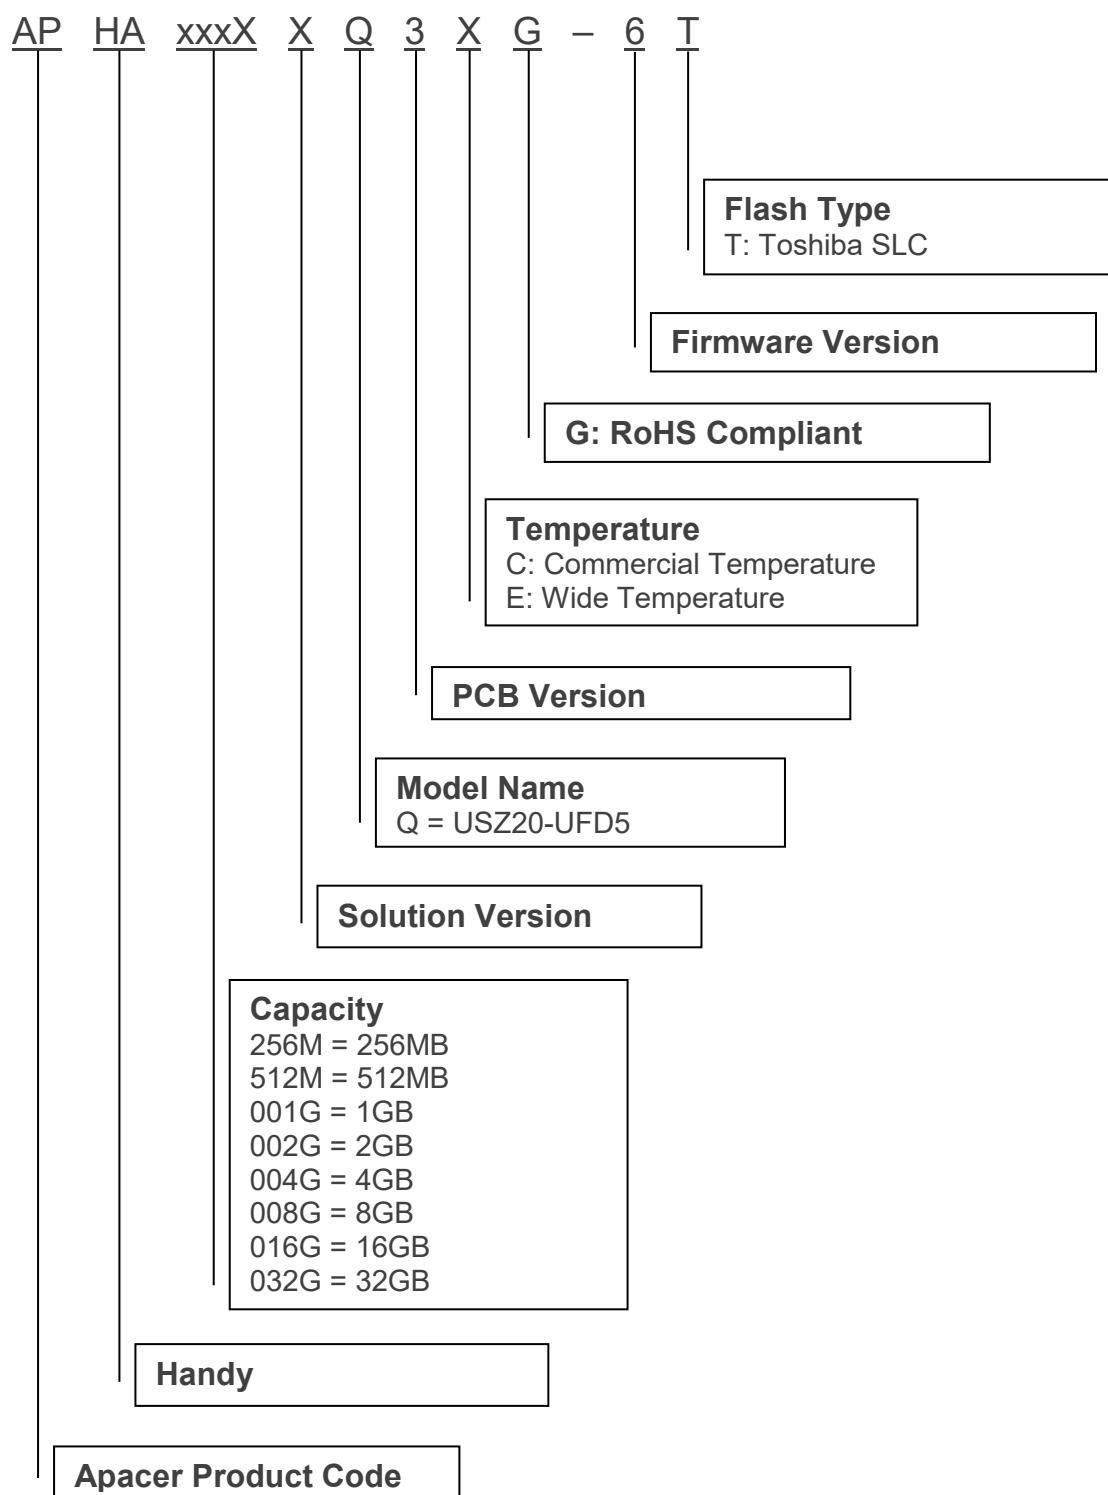 AP HA xxxX X Q 3 X G – 6 T
Flash Type
T: Toshiba SLC
Firmware Version
G: RoHS Compliant
Temperature
C: Commercial Temperature
E: Wide Temperature
PCB Version
Model Name
Q = USZ20-UFD5
Solution Version
Capacity
256M = 256MB
512M = 512MB
001G = 1GB
002G = 2GB
004G = 4GB
008G = 8GB
016G = 16GB
032G = 32GB
Handy
Apacer Product Code